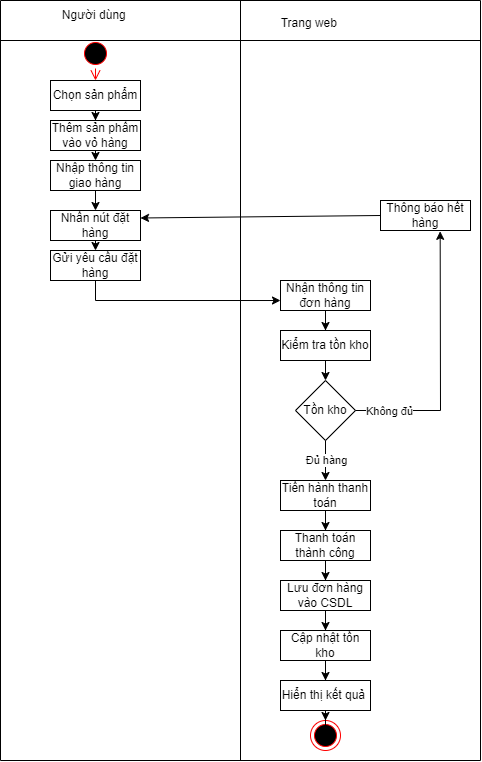 Người dùng
Trang web
Chọn sản phẩm
Thêm sản phẩm
vào vỏ hàng
Nhập thông tin
giao hàng
Nhấn nút đặt
hàng
Gửi yêu cầu đặt
hàng
Thông báo hết
hàng
Nhận thông tin
đơn hàng
Kiểm tra tồn kho
Tồn kho
Không đủ
Đủ hàng
Tiến hành thanh
toán
Thanh toán
thành công
Lưu đơn hàng
vào CSDL
Cập nhật tồn
kho
Hiển thị kết quả